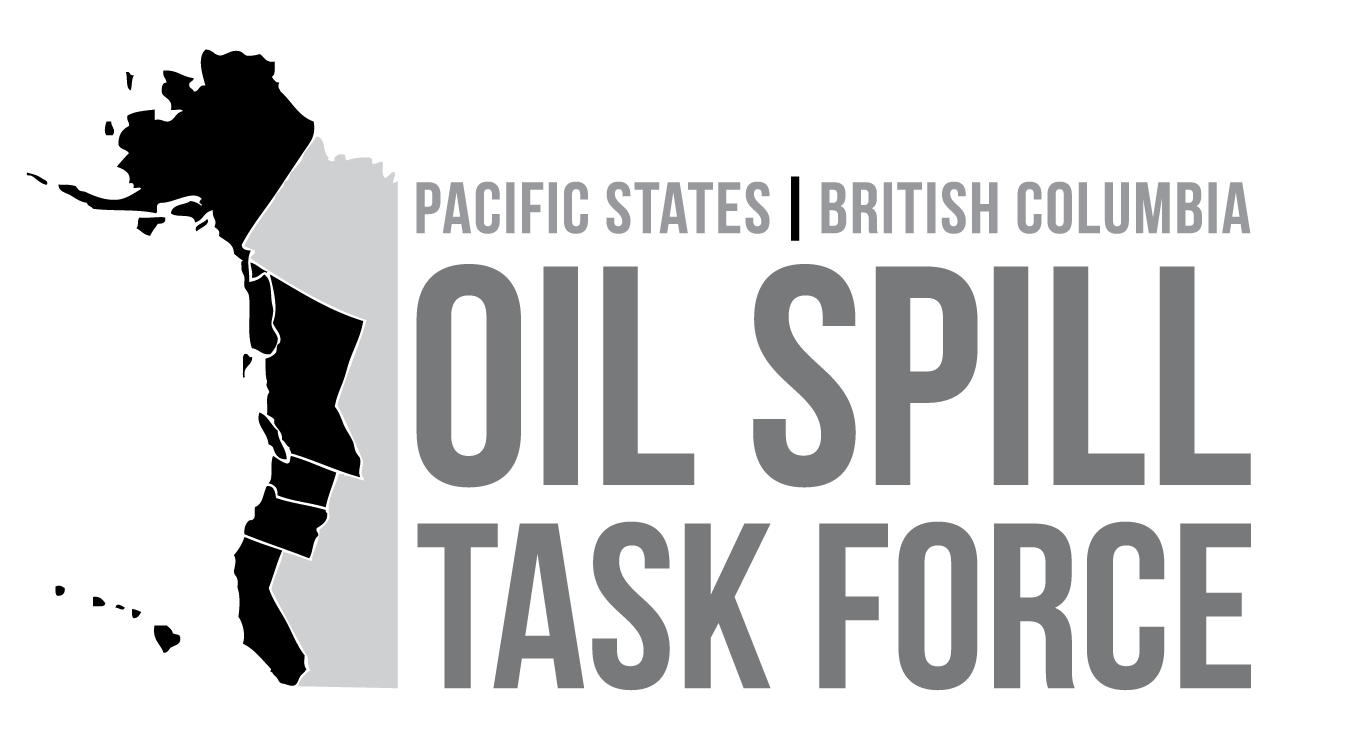 PACIFIC STATES | BRITISH COLUMBIA
OIL SPILL
TASK FORCE